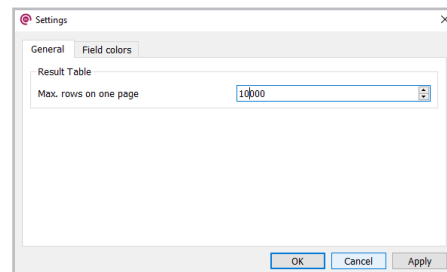 Settings
General Field colors
Result Table
Max. rows on one page 10000
OK Cancel Apply